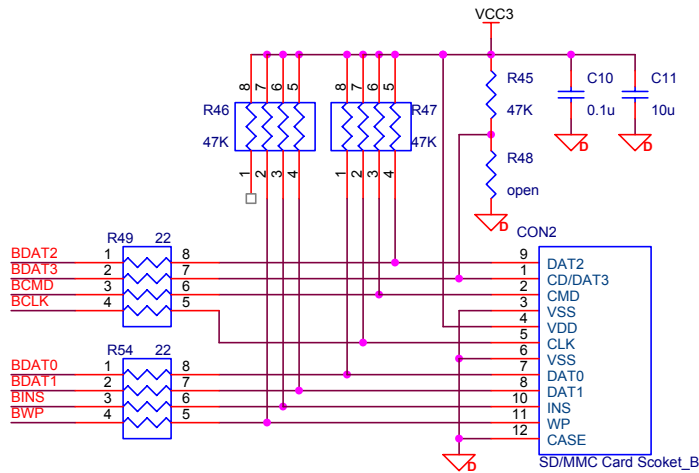 VCC3
8 7 6 5
8 7 6 5
R46
47K
R47
47K
R45
47K
C10
0.1u
C11
10u
D
D
1 2 3 4
1 2 3 4
R48
open
D
CON2
R49 22
BDAT2 1 8
BDAT3 2 7
BCMD 3 6
BCLK 4 5
9 DAT2
1 CD/DAT3
2 CMD
3 VSS
4 VDD
5 CLK
6 VSS
7 DAT0
8 DAT1
10 INS
11 WP
12 CASE
R54 22
BDAT0 1 8
BDAT1 2 7
BINS 3 6
BWP 4 5
D
SD/MMC Card Scoket_B